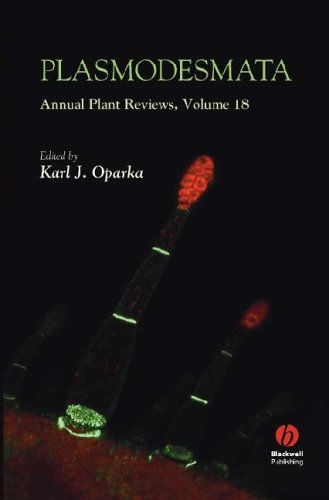 PLASMODESMATA
Annual Plant Reviews, Volume 18
Edited by
Karl J. Oparka
Blackwell
Publishing